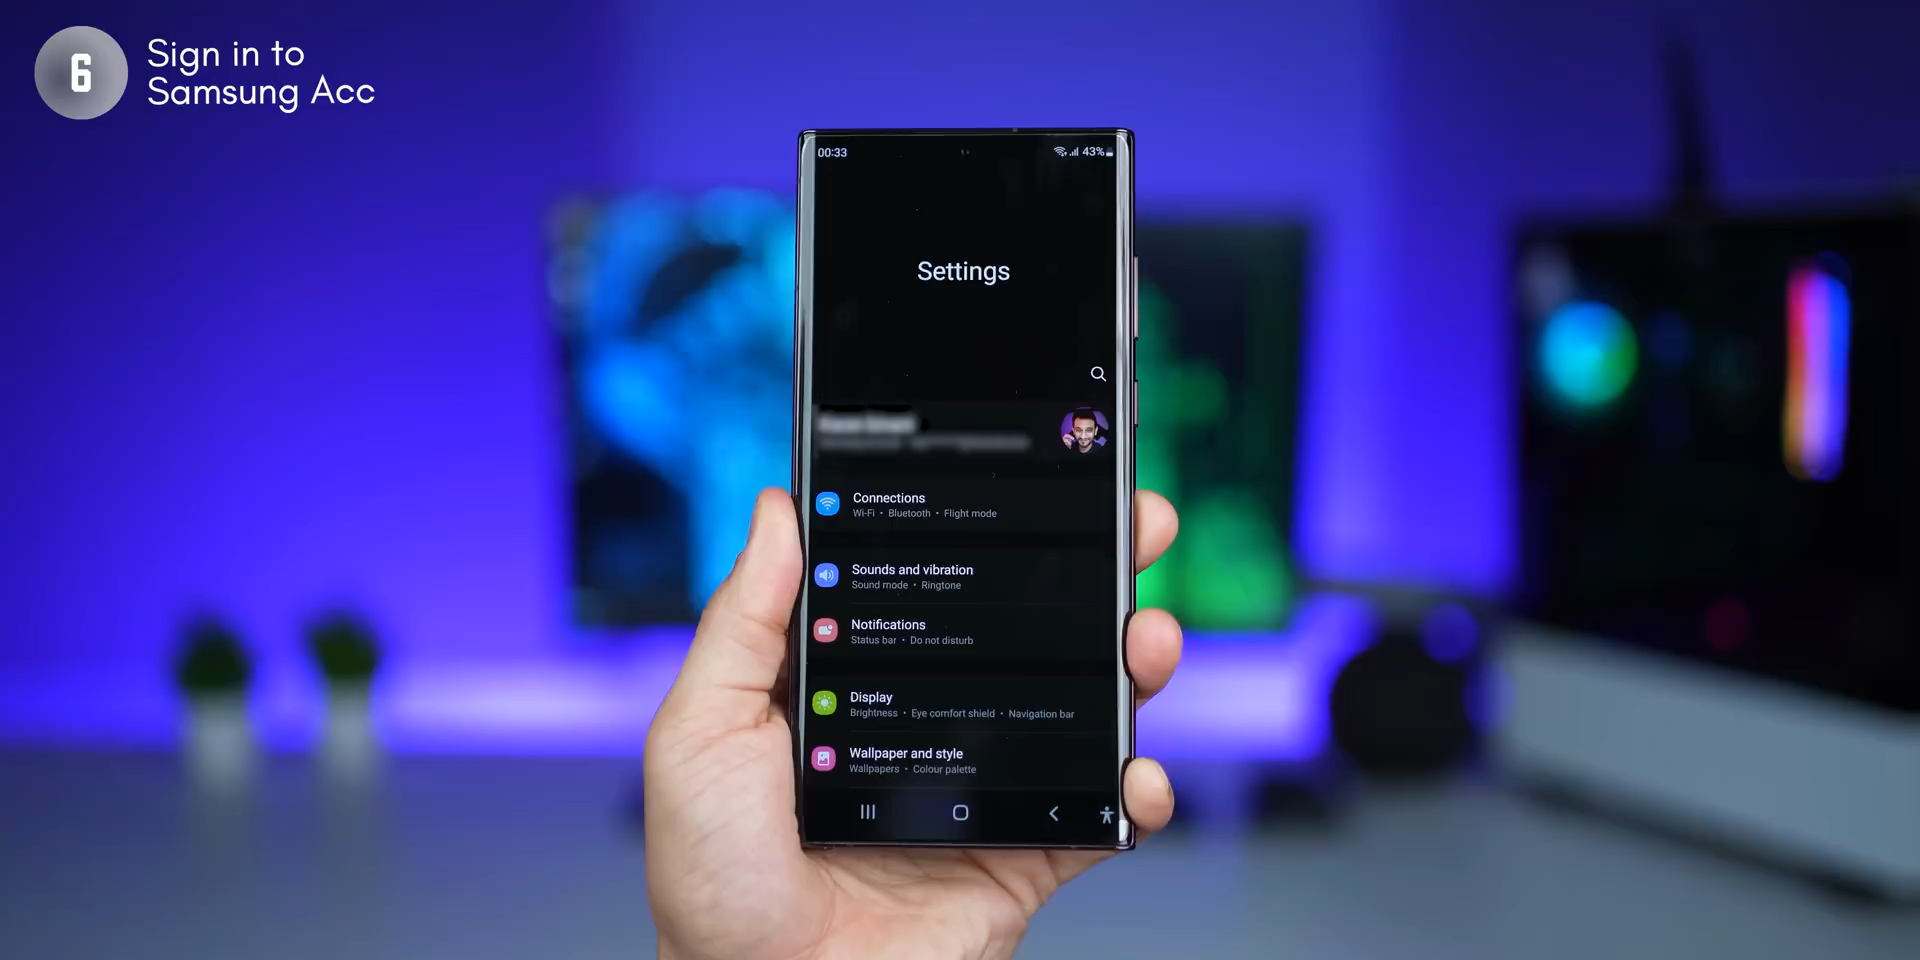 6
Sign in to
Samsung Acc
00:33
43%
Settings
Connections
Wi-Fi • Bluetooth • Flight mode
Sounds and vibration
Sound mode • Ringtone
Notifications
Status bar • Do not disturb
Display
Brightness • Eye comfort shield • Navigation bar
Wallpaper and style
Wallpapers • Colour palette